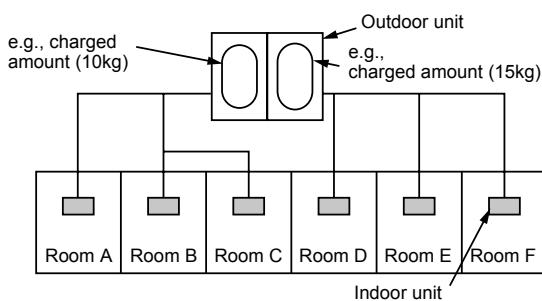 Outdoor unit
e.g., charged
amount (10kg)
e.g.,
charged amount (15kg)
Room A
Room B
Room C
Room D
Room E
Room F
Indoor unit